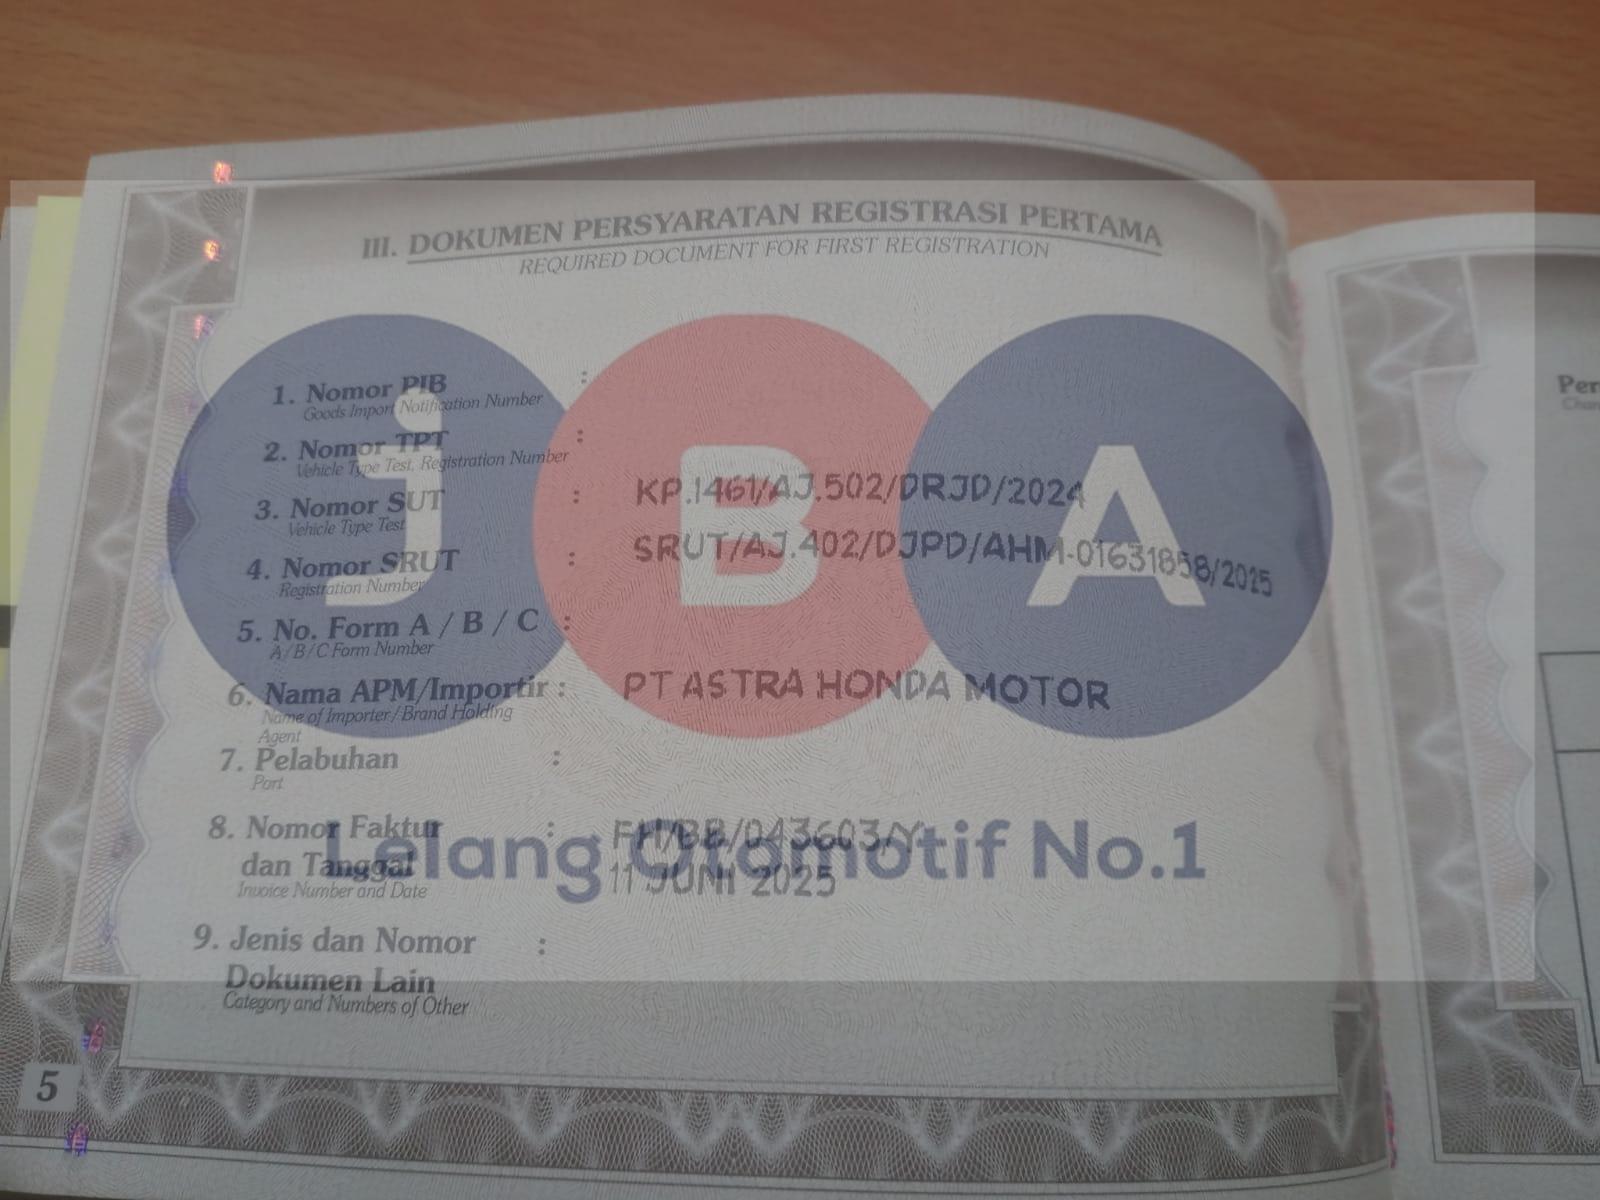 III. DOKUMEN PERSYARATAN REGISTRASI PERTAMA
REQUIRED DOCUMENT FOR FIRST REGISTRATION
1. Nomor PIB :
Goods Import Notification Number
2. Nomor TPT :
Vehicle Type Test, Registration Number
3. Nomor SUT : KP.1461/AJ.502/DRJD/2024
Vehicle Type Test
4. Nomor SRUT : SRUT/AJ.402/DJPD/AHM-01631858/2025
Registration Number
5. No. Form A / B / C :
A/B/C Form Number
6. Nama APM/Importir : PT ASTRA HONDA MOTOR
Name of Importer/Brand Holding
Agent
7. Pelabuhan :
Port
8. Nomor Faktur : FH/BB/043603/Y
dan Tanggal 11 JUNI 2025
Invoice Number and Date
9. Jenis dan Nomor :
Dokumen Lain
Category and Numbers of Other
5
jBA
Lelang Otomotif No.1